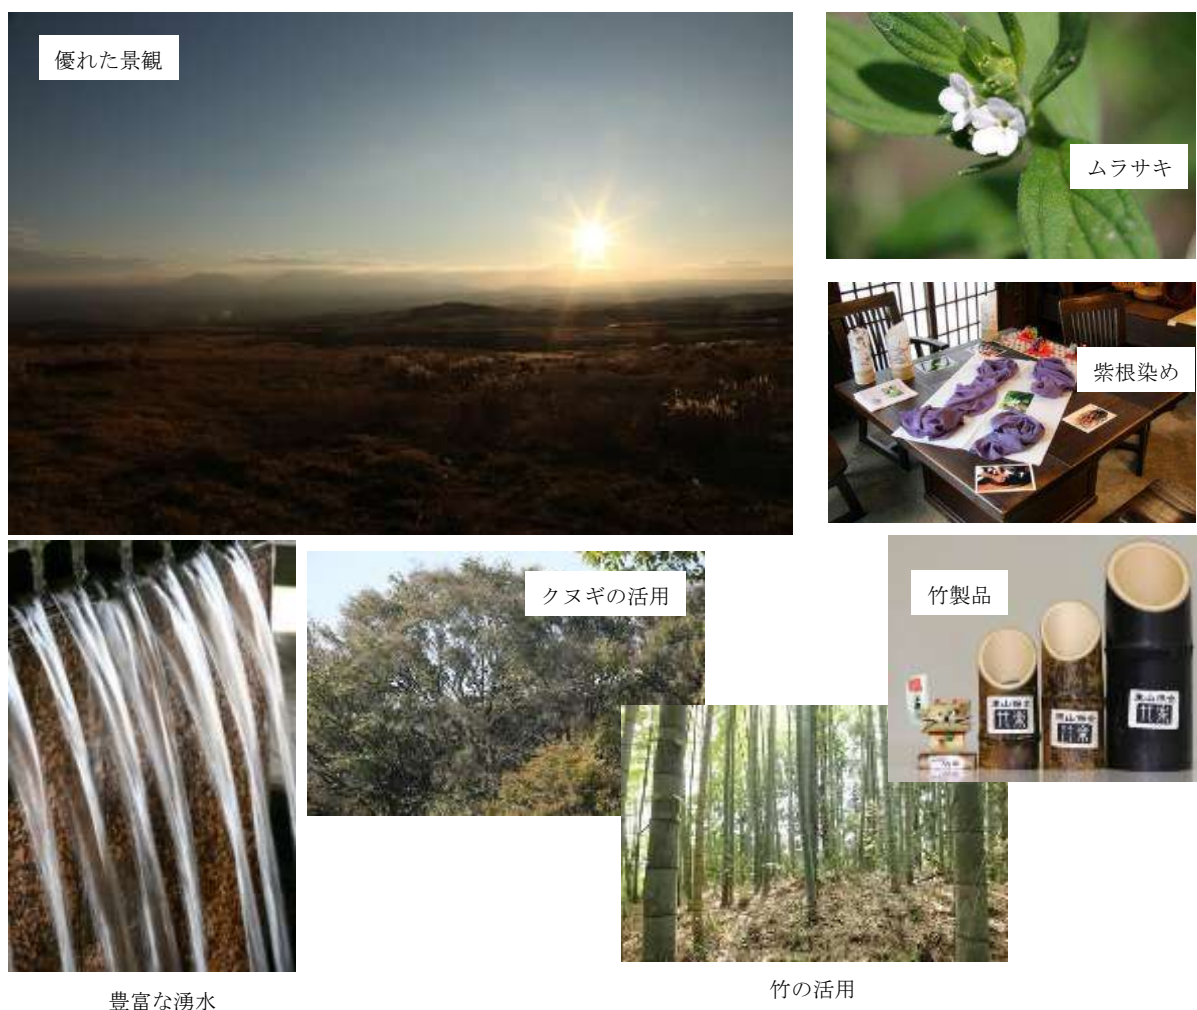 優れた景観
ムラサキ
紫根染め
クヌギの活用
竹製品
豊富な湧水
竹の活用